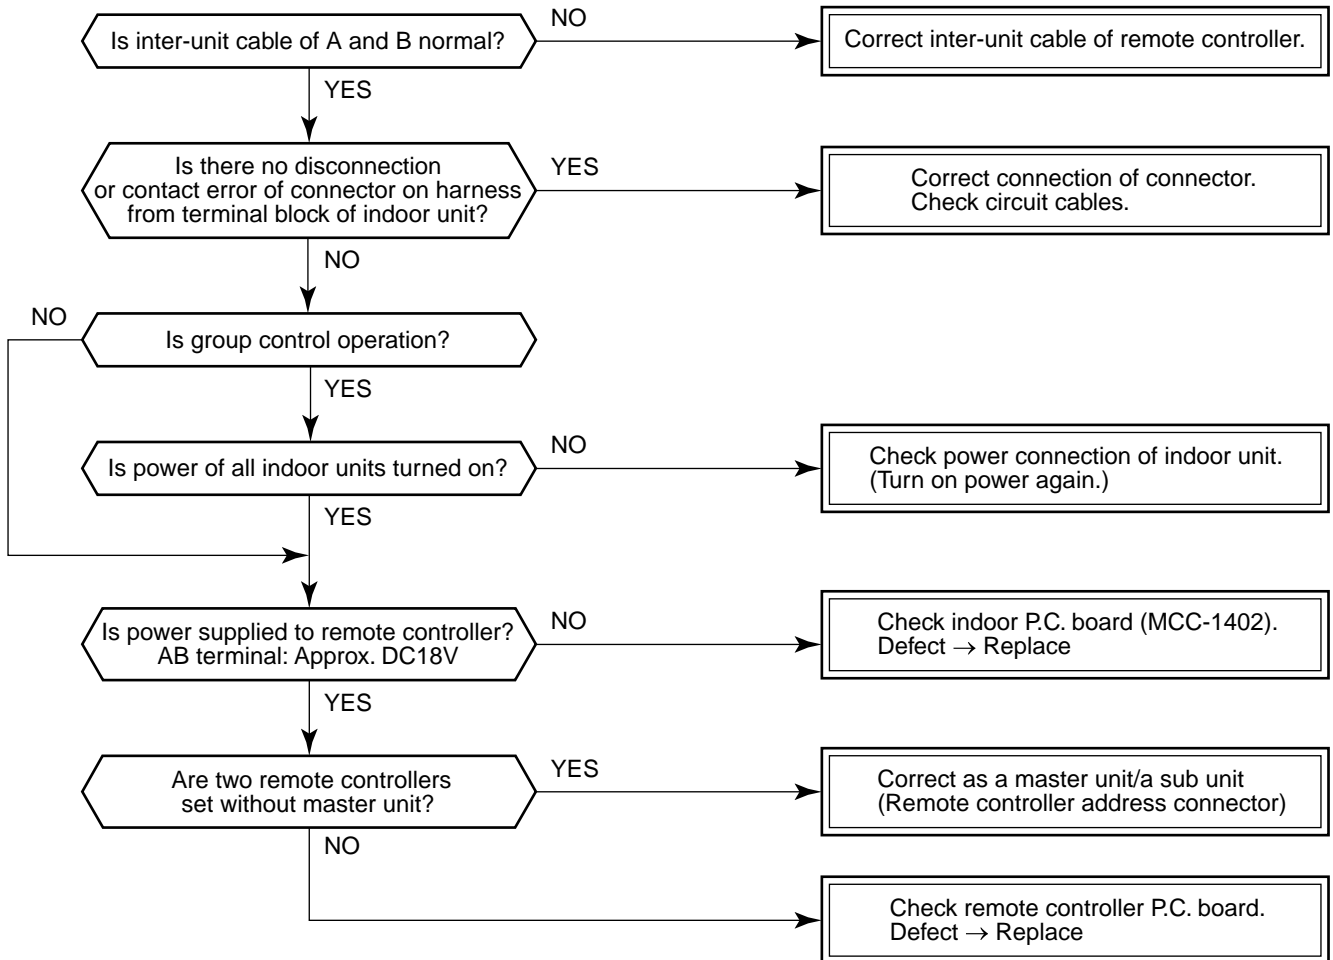 Is inter-unit cable of A and B normal?
NO
Correct inter-unit cable of remote controller.
YES
Is there no disconnection
or contact error of connector on harness
from terminal block of indoor unit?
YES
Correct connection of connector.
Check circuit cables.
NO
NO
Is group control operation?
YES
Is power of all indoor units turned on?
NO
Check power connection of indoor unit.
(Turn on power again.)
YES
Is power supplied to remote controller?
AB terminal: Approx. DC18V
NO
Check indoor P.C. board (MCC-1402).
Defect → Replace
YES
Are two remote controllers
set without master unit?
YES
Correct as a master unit/a sub unit
(Remote controller address connector)
NO
Check remote controller P.C. board.
Defect → Replace